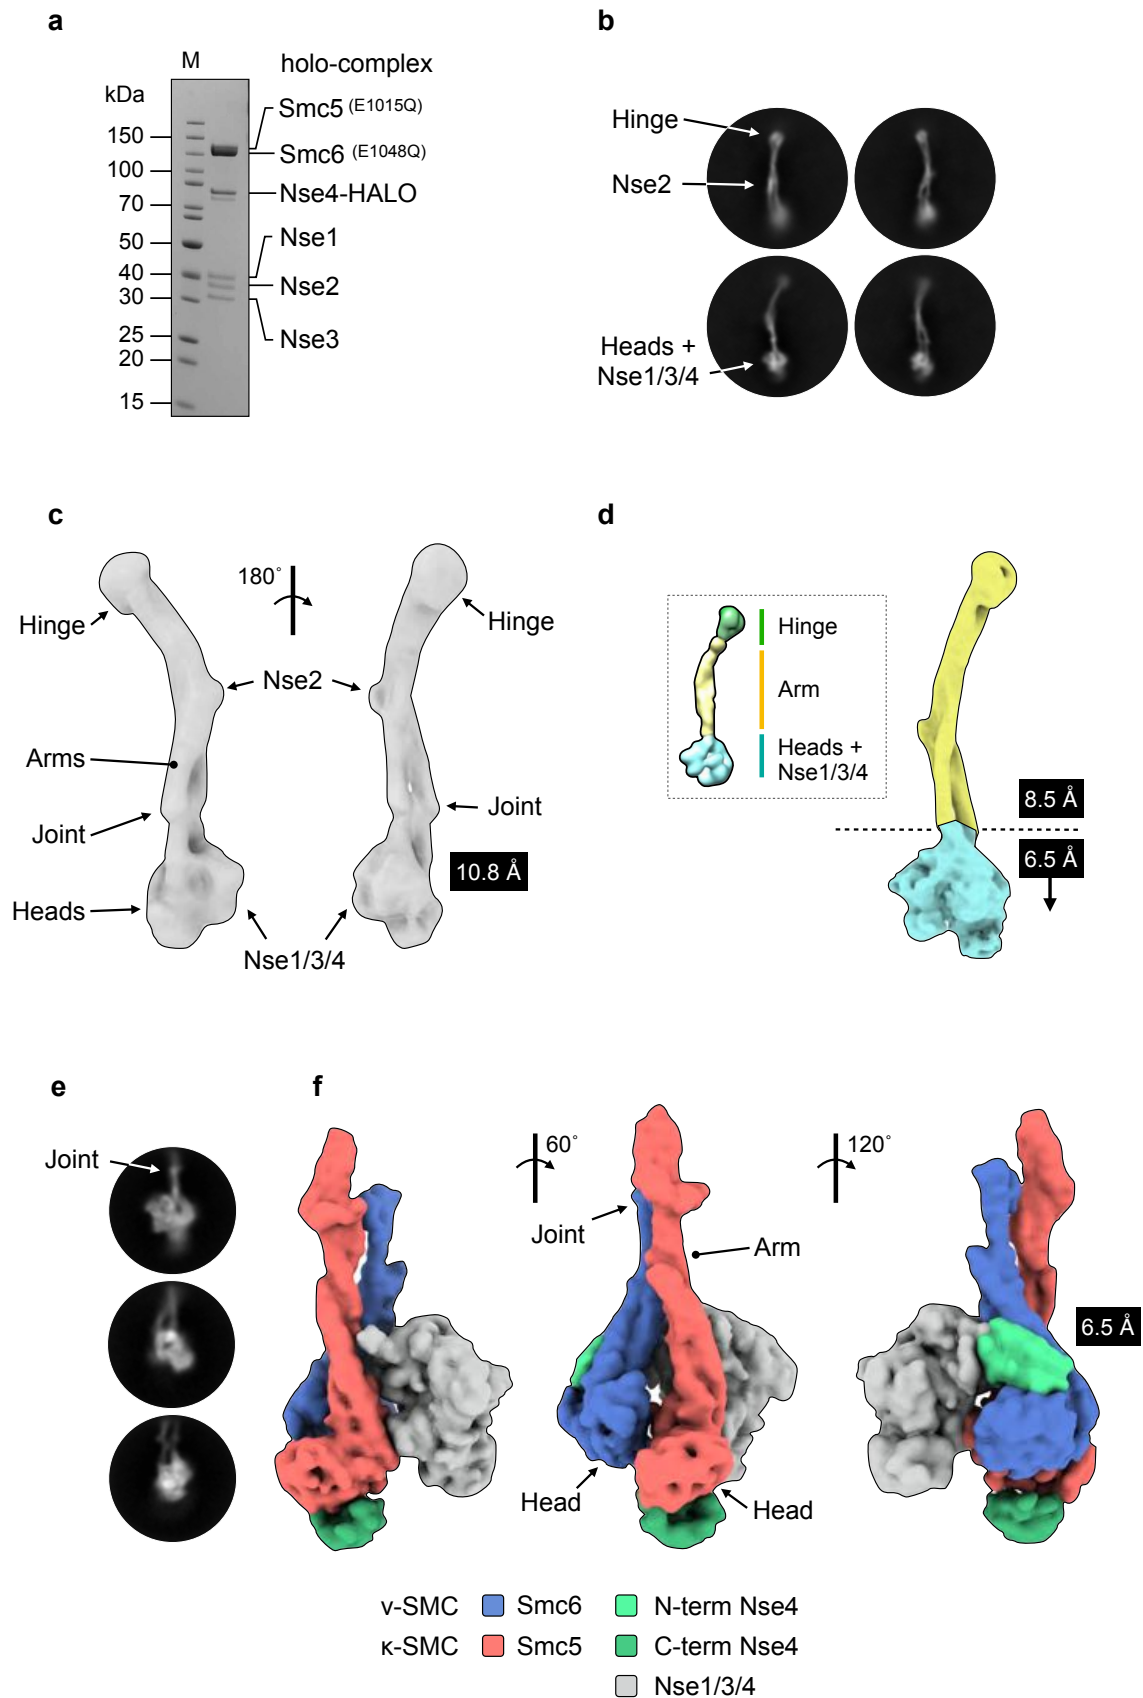 a
M
holo-complex
kDa
150
100
70
50
40
30
25
20
15
Smc5 (E1015Q)
Smc6 (E1048Q)
Nse4-HALO
Nse1
Nse2
Nse3
b
Hinge
Nse2
Heads +
Nse1/3/4
c
180°
Hinge
Hinge
Nse2
Arms
Joint
Joint
10.8 Å
Heads
Nse1/3/4
d
Hinge
Arm
Heads +
Nse1/3/4
8.5 Å
6.5 Å
e
Joint
f
60°
120°
Joint
Arm
6.5 Å
Head
Head
ν-SMC Smc6 N-term Nse4
κ-SMC Smc5 C-term Nse4
Nse1/3/4